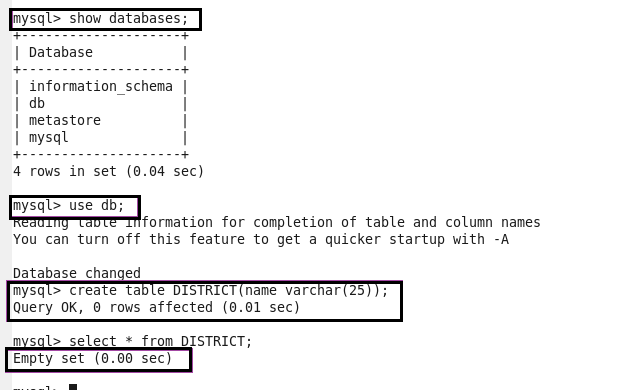 mysql> show databases;
+--------------------+
| Database           |
+--------------------+
| information_schema |
| db                 |
| metastore          |
| mysql              |
+--------------------+
4 rows in set (0.04 sec)
mysql> use db;
Reading table information for completion of table and column names
You can turn off this feature to get a quicker startup with -A
Database changed
mysql> create table DISTRICT(name varchar(25));
Query OK, 0 rows affected (0.01 sec)
mysql> select * from DISTRICT;
Empty set (0.00 sec)
mysql>